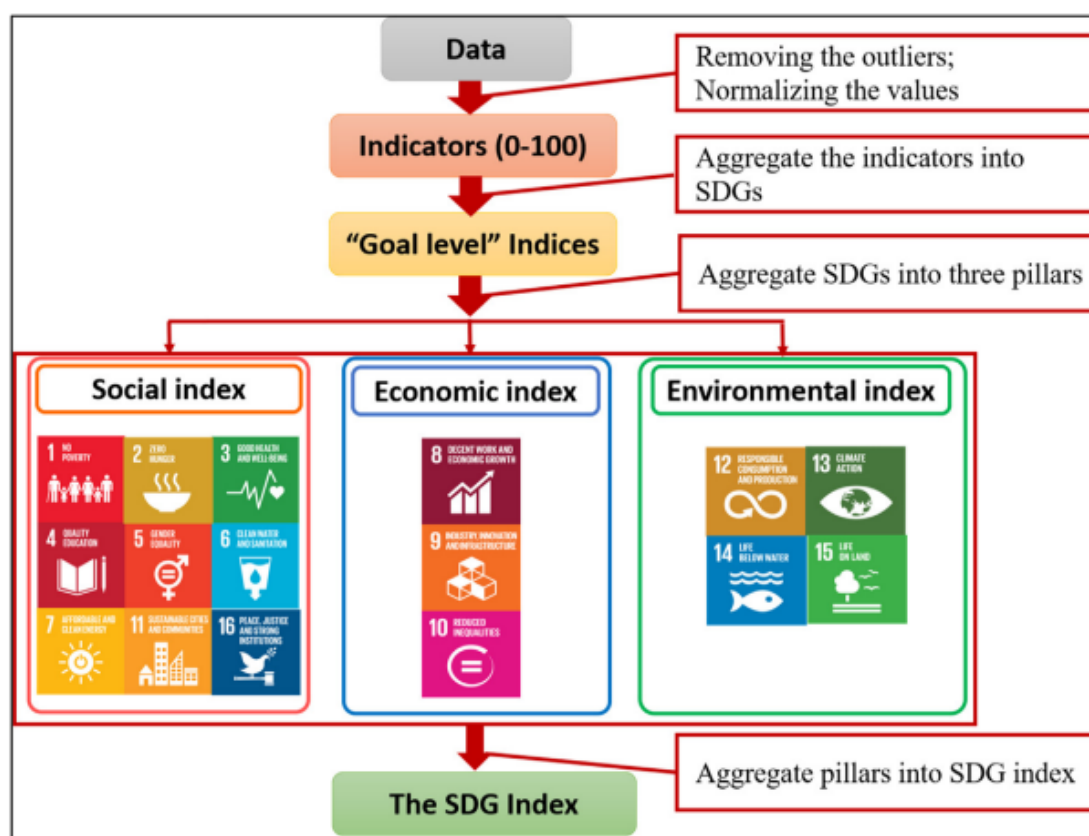 Data
Removing the outliers;
Normalizing the values
Indicators (0-100)
Aggregate the indicators into
SDGs
“Goal level” Indices
Aggregate SDGs into three pillars
Social index
Economic index
Environmental index
1 NO
POVERTY
2 ZERO
HUNGER
3 GOOD HEALTH
AND WELL-BEING
4 QUALITY
EDUCATION
5 GENDER
EQUALITY
6 CLEAN WATER
AND SANITATION
7 AFFORDABLE AND
CLEAN ENERGY
11 SUSTAINABLE CITIES
AND COMMUNITIES
16 PEACE, JUSTICE
AND STRONG
INSTITUTIONS
8 DECENT WORK AND
ECONOMIC GROWTH
9 INDUSTRY, INNOVATION
AND INFRASTRUCTURE
10 REDUCED
INEQUALITIES
12 RESPONSIBLE
CONSUMPTION
AND PRODUCTION
13 CLIMATE
ACTION
14 LIFE
BELOW WATER
15 LIFE
ON LAND
Aggregate pillars into SDG index
The SDG Index